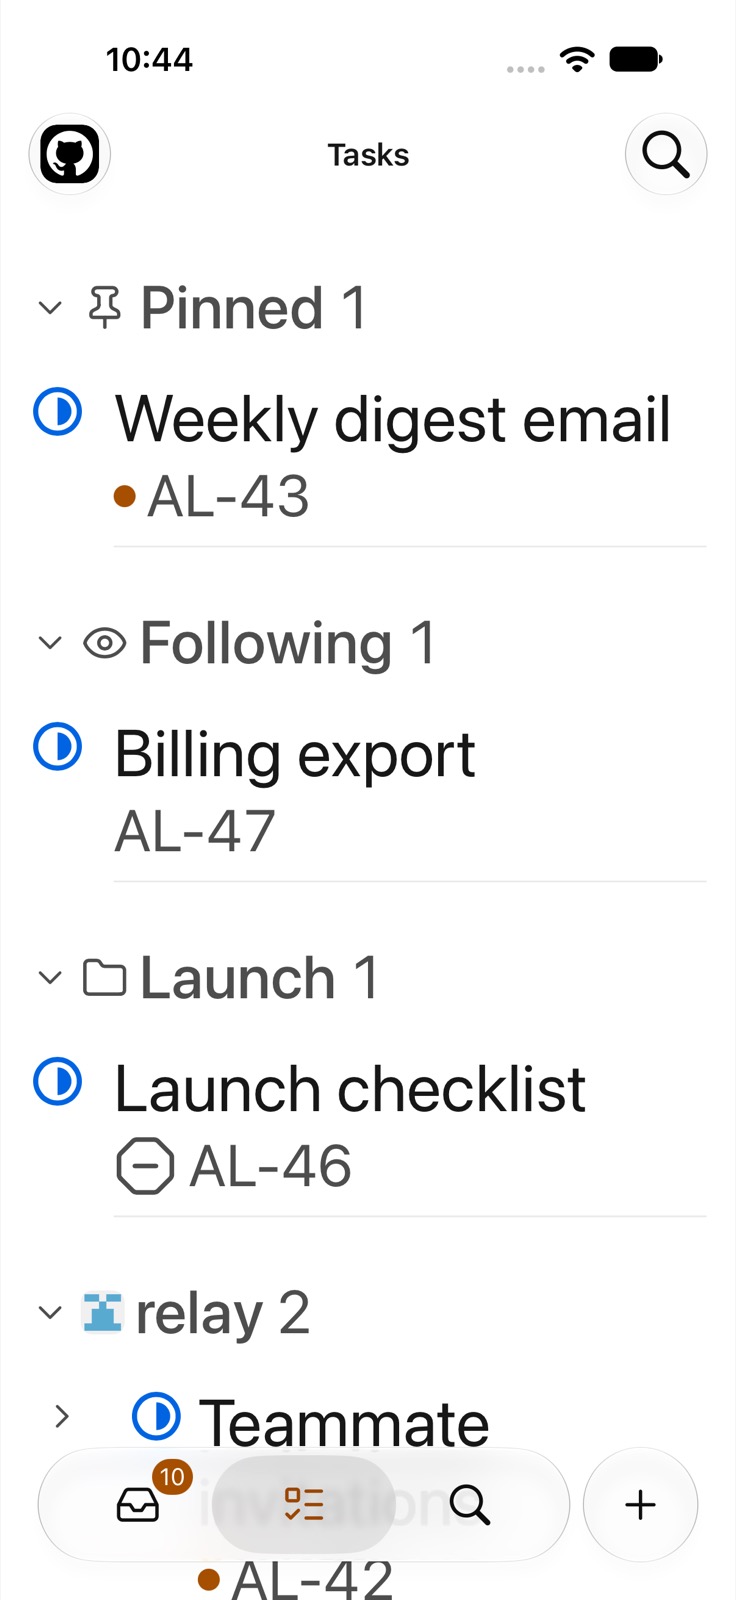 10:44
Tasks
Pinned 1
Weekly digest email
AL-43
Following 1
Billing export
AL-47
Launch 1
Launch checklist
AL-46
relay 2
Teammate
invitations
10
AL-42